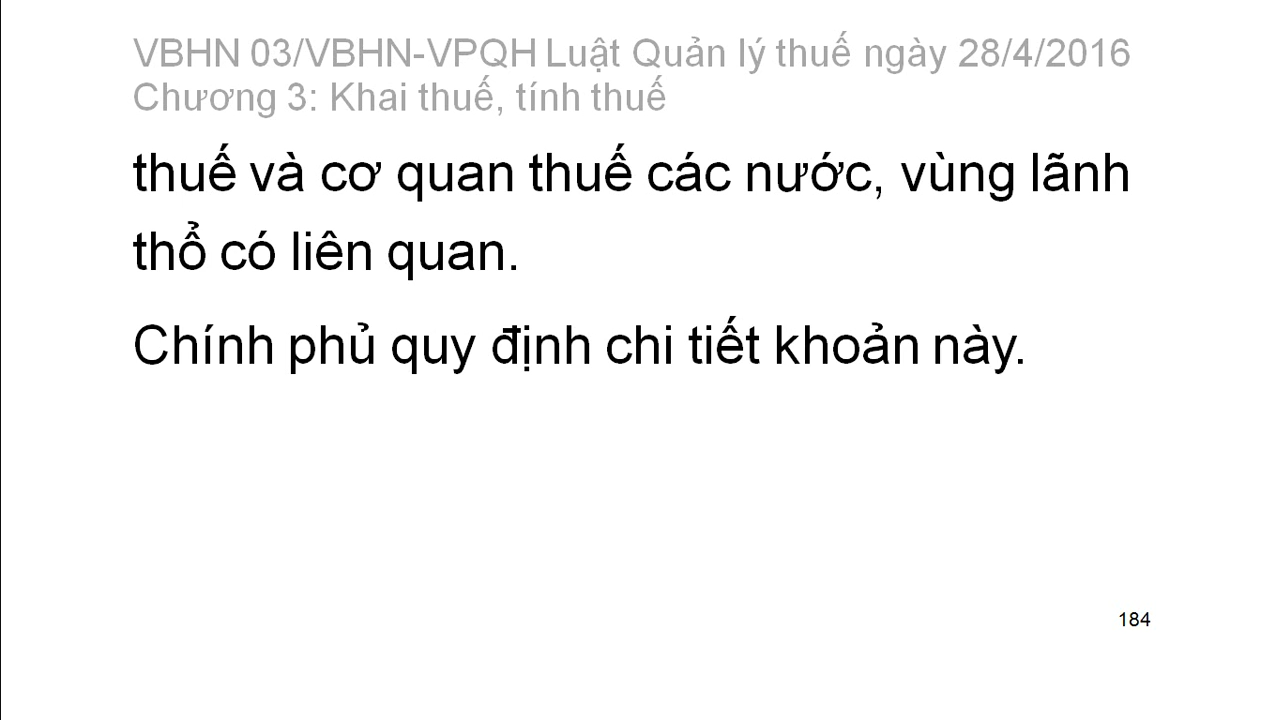 VBHN 03/VBHN-VPQH Luật Quản lý thuế ngày 28/4/2016
Chương 3: Khai thuế, tính thuế
thuế và cơ quan thuế các nước, vùng lãnh
thổ có liên quan.
Chính phủ quy định chi tiết khoản này.
184